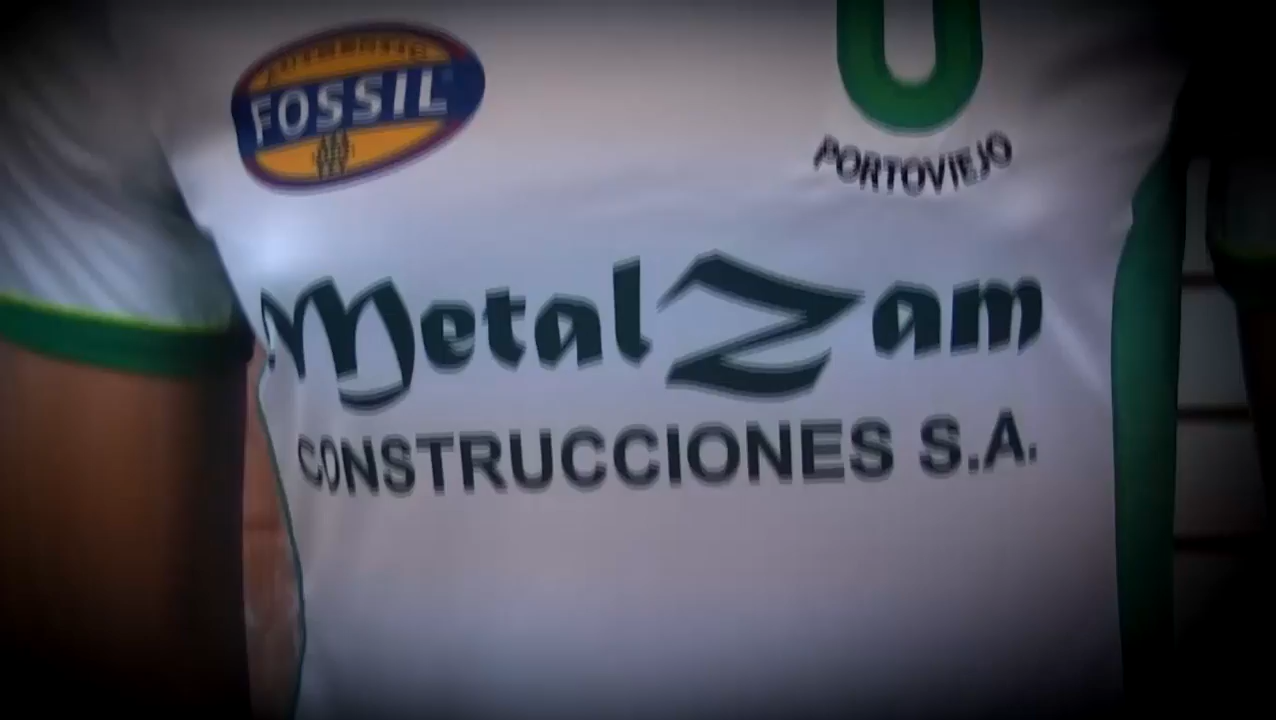 FOSSIL
U
PORTOVIEJO
MetalZam
CONSTRUCCIONES S.A.